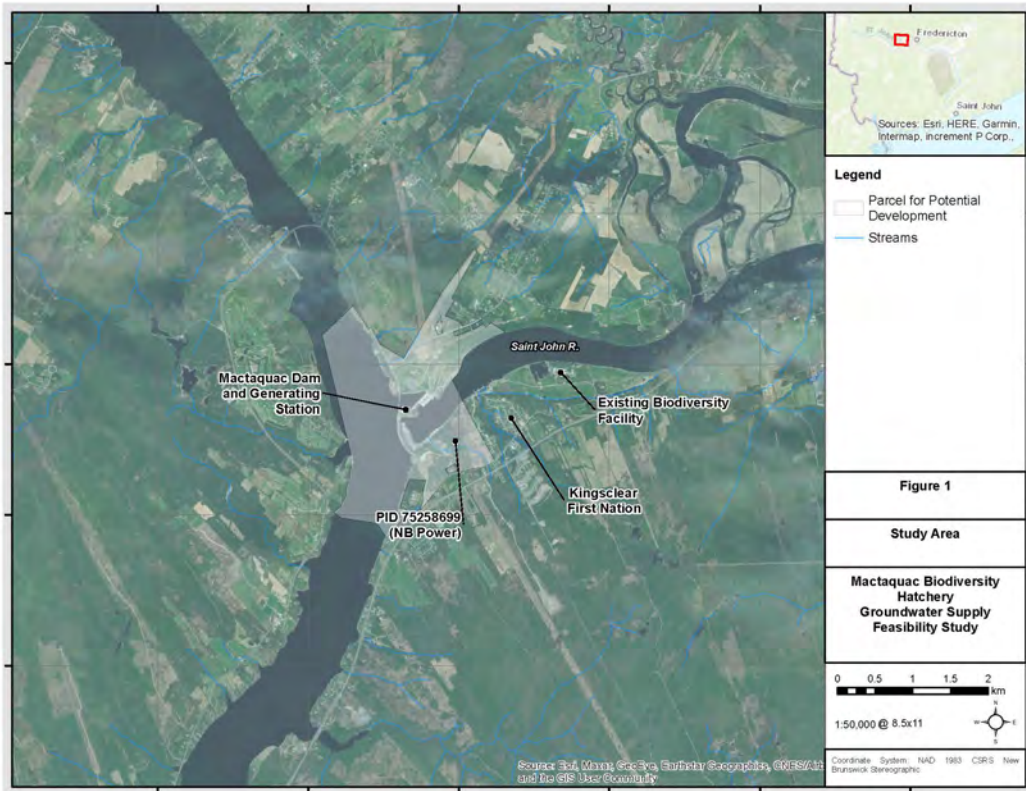 Saint John R.
Mactaquac Dam
and Generating
Station
Existing Biodiversity
Facility
Kingsclear
First Nation
PID 75258699
(NB Power)
Source: Esri, Maxar, GeoEye, Earthstar Geographics, CNES/Airb
and the GIS User Community
Fredericton
Saint John
Sources: Esri, HERE, Garmin,
Intermap, increment P Corp.,
Legend
Parcel for Potential
Development
Streams
Figure 1
Study Area
Mactaquac Biodiversity
Hatchery
Groundwater Supply
Feasibility Study
0 0.5 1 1.5 2
km
1:50,000 @ 8.5x11
N
W E
S
Coordinate System: NAD 1983 CSRS New
Brunswick Stereographic